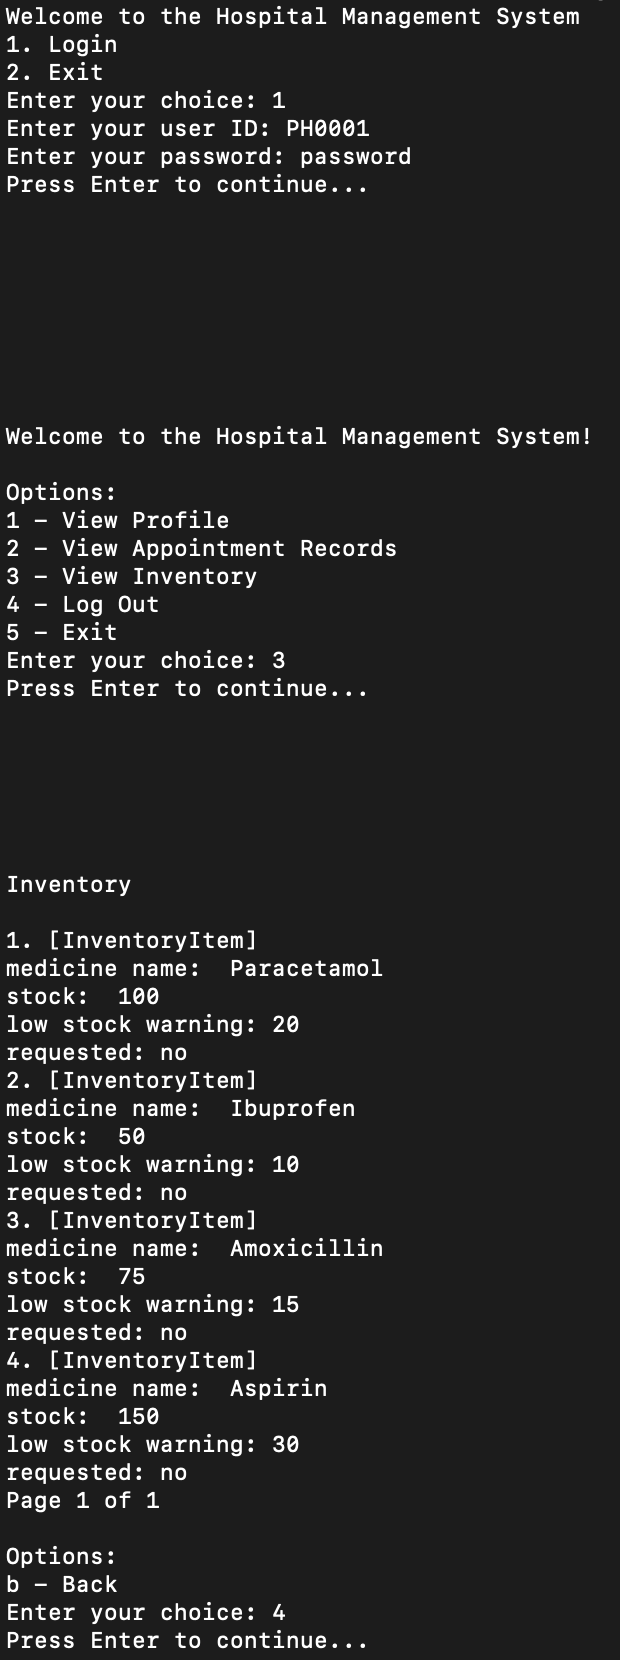 Welcome to the Hospital Management System
1. Login
2. Exit
Enter your choice: 1
Enter your user ID: PH0001
Enter your password: password
Press Enter to continue...
Welcome to the Hospital Management System!
Options:
1 – View Profile
2 – View Appointment Records
3 – View Inventory
4 – Log Out
5 – Exit
Enter your choice: 3
Press Enter to continue...
Inventory
1. [InventoryItem]
medicine name:  Paracetamol
stock:  100
low stock warning: 20
requested: no
2. [InventoryItem]
medicine name:  Ibuprofen
stock:  50
low stock warning: 10
requested: no
3. [InventoryItem]
medicine name:  Amoxicillin
stock:  75
low stock warning: 15
requested: no
4. [InventoryItem]
medicine name:  Aspirin
stock:  150
low stock warning: 30
requested: no
Page 1 of 1
Options:
b – Back
Enter your choice: 4
Press Enter to continue...